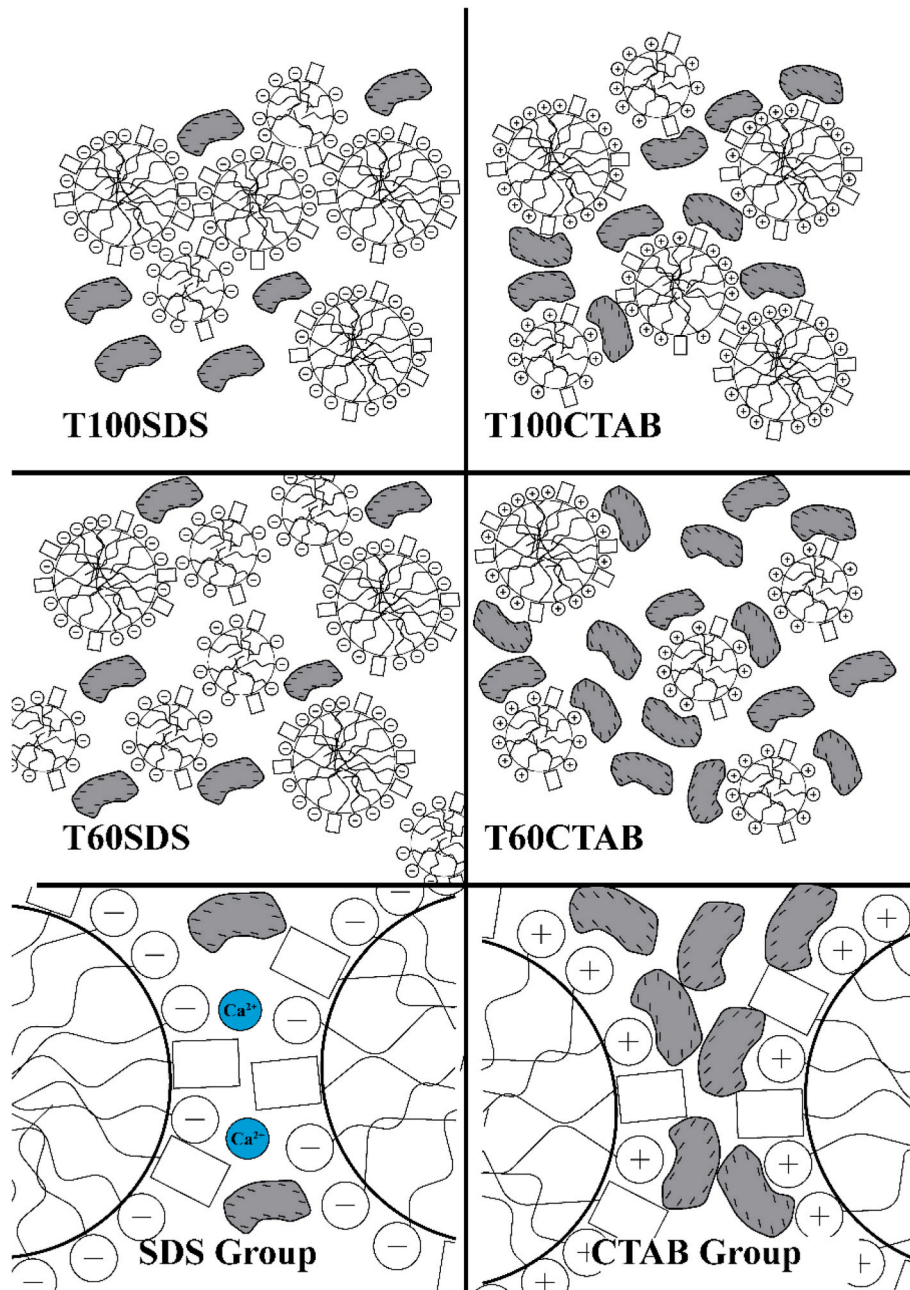 T100SDS
T100CTAB
T60SDS
T60CTAB
Ca²⁺
Ca²⁺
SDS Group
CTAB Group